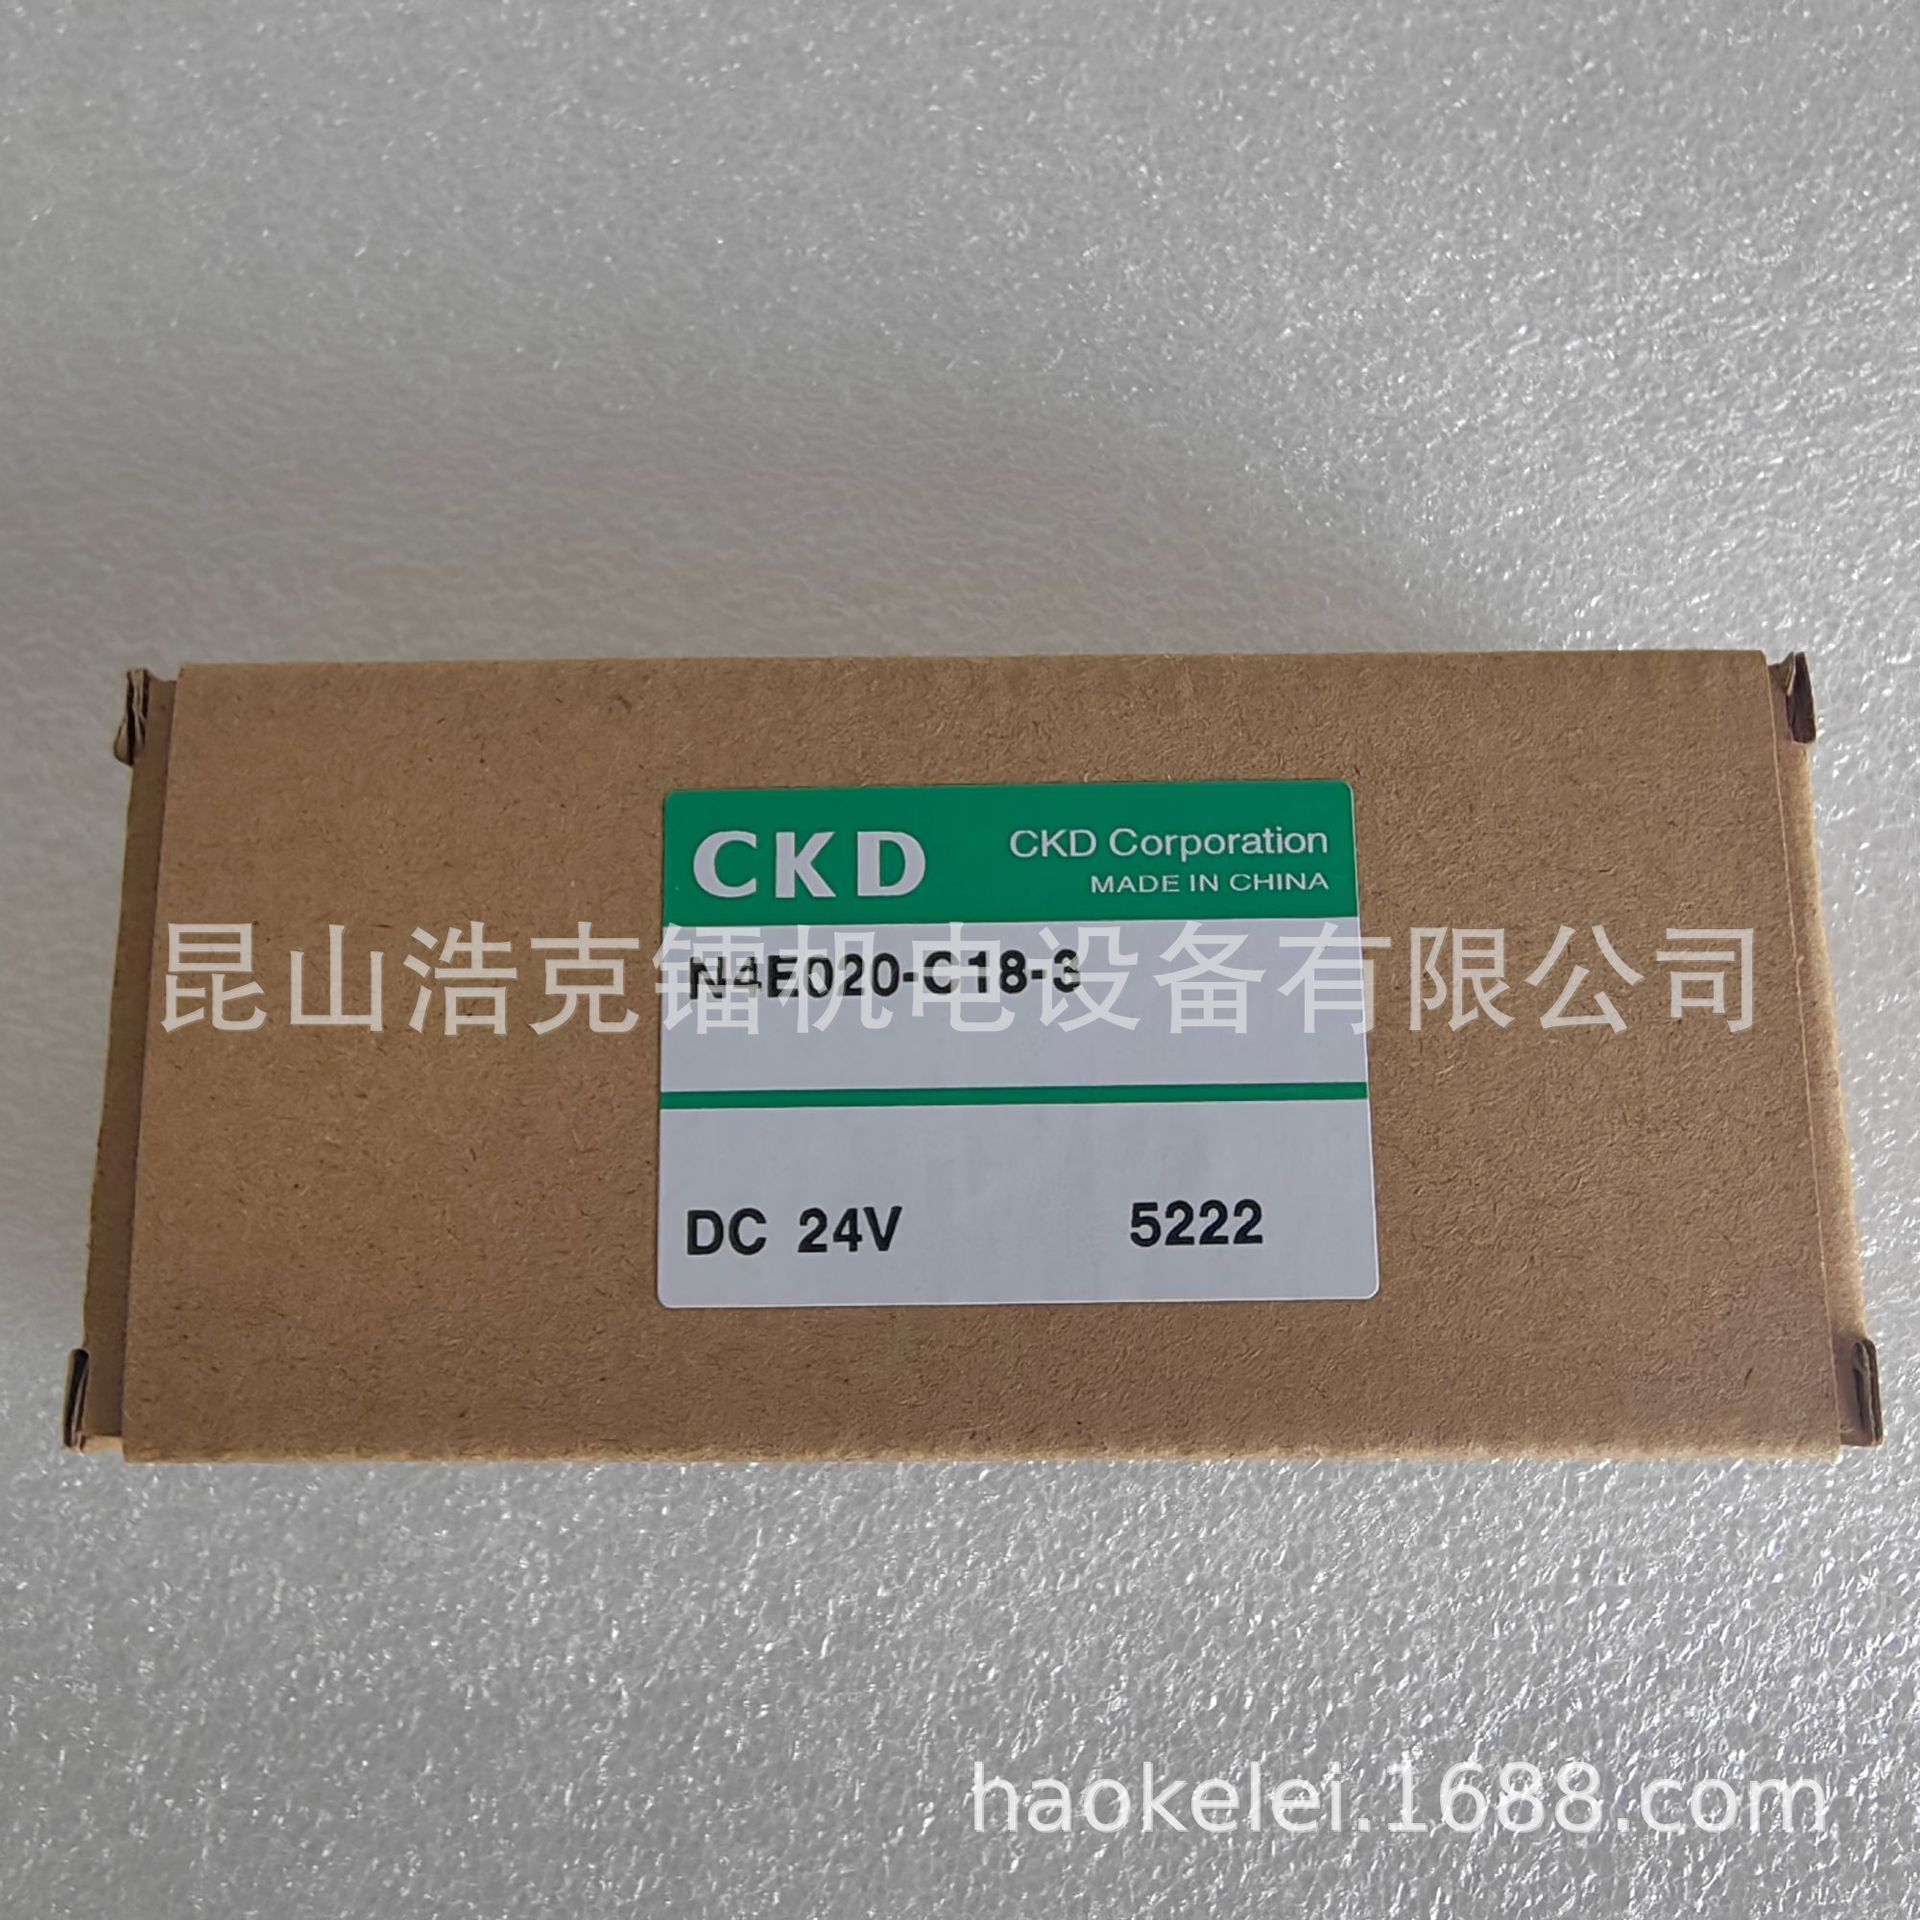 CKD
CKD Corporation
MADE IN CHINA
昆山浩克镭机电设备有限公司
N4E020-C18-3
DC 24V 5222
haokelei.1688.com